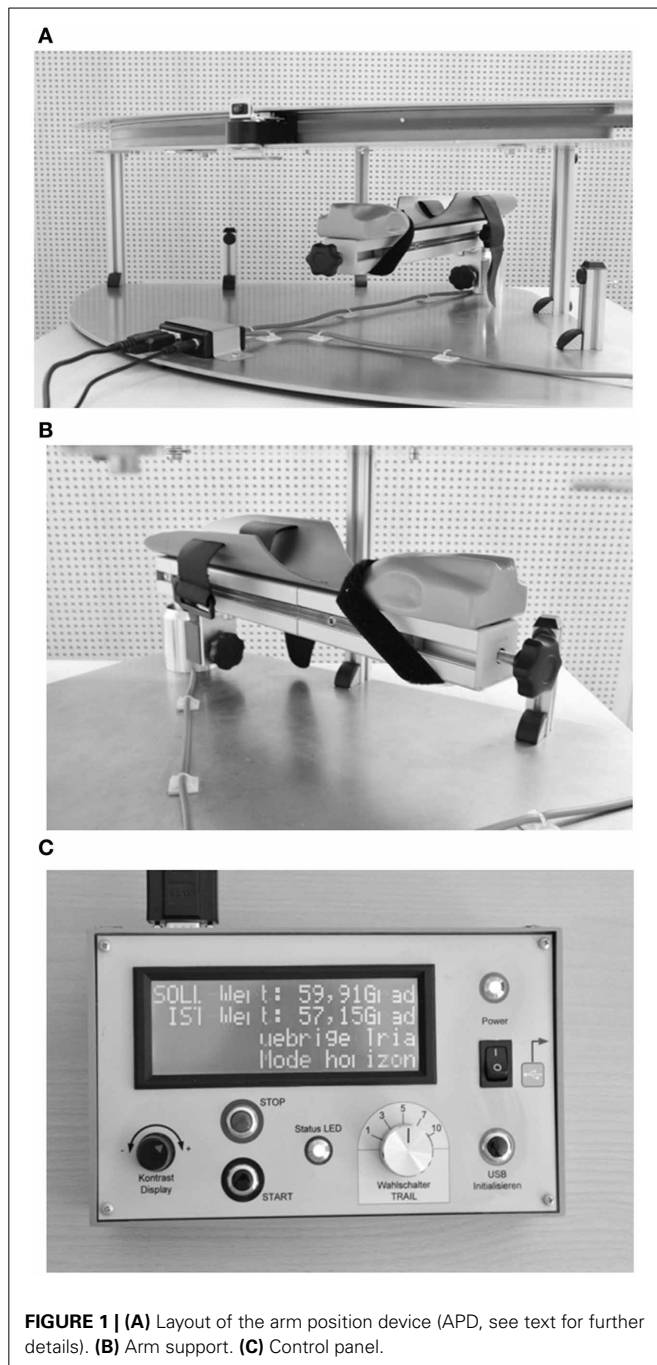 A
B
C
SOLL Wert: 59,91Grad
IST Wert: 57,15Grad
uebrige Tria
Mode horizon
Power
I
O
STOP
Status LED
START
- +
Kontrast
Display
1 3 5 7 10
Wahlschalter
TRAIL
USB
Initialisieren
FIGURE 1 | (A) Layout of the arm position device (APD, see text for further
details). (B) Arm support. (C) Control panel.